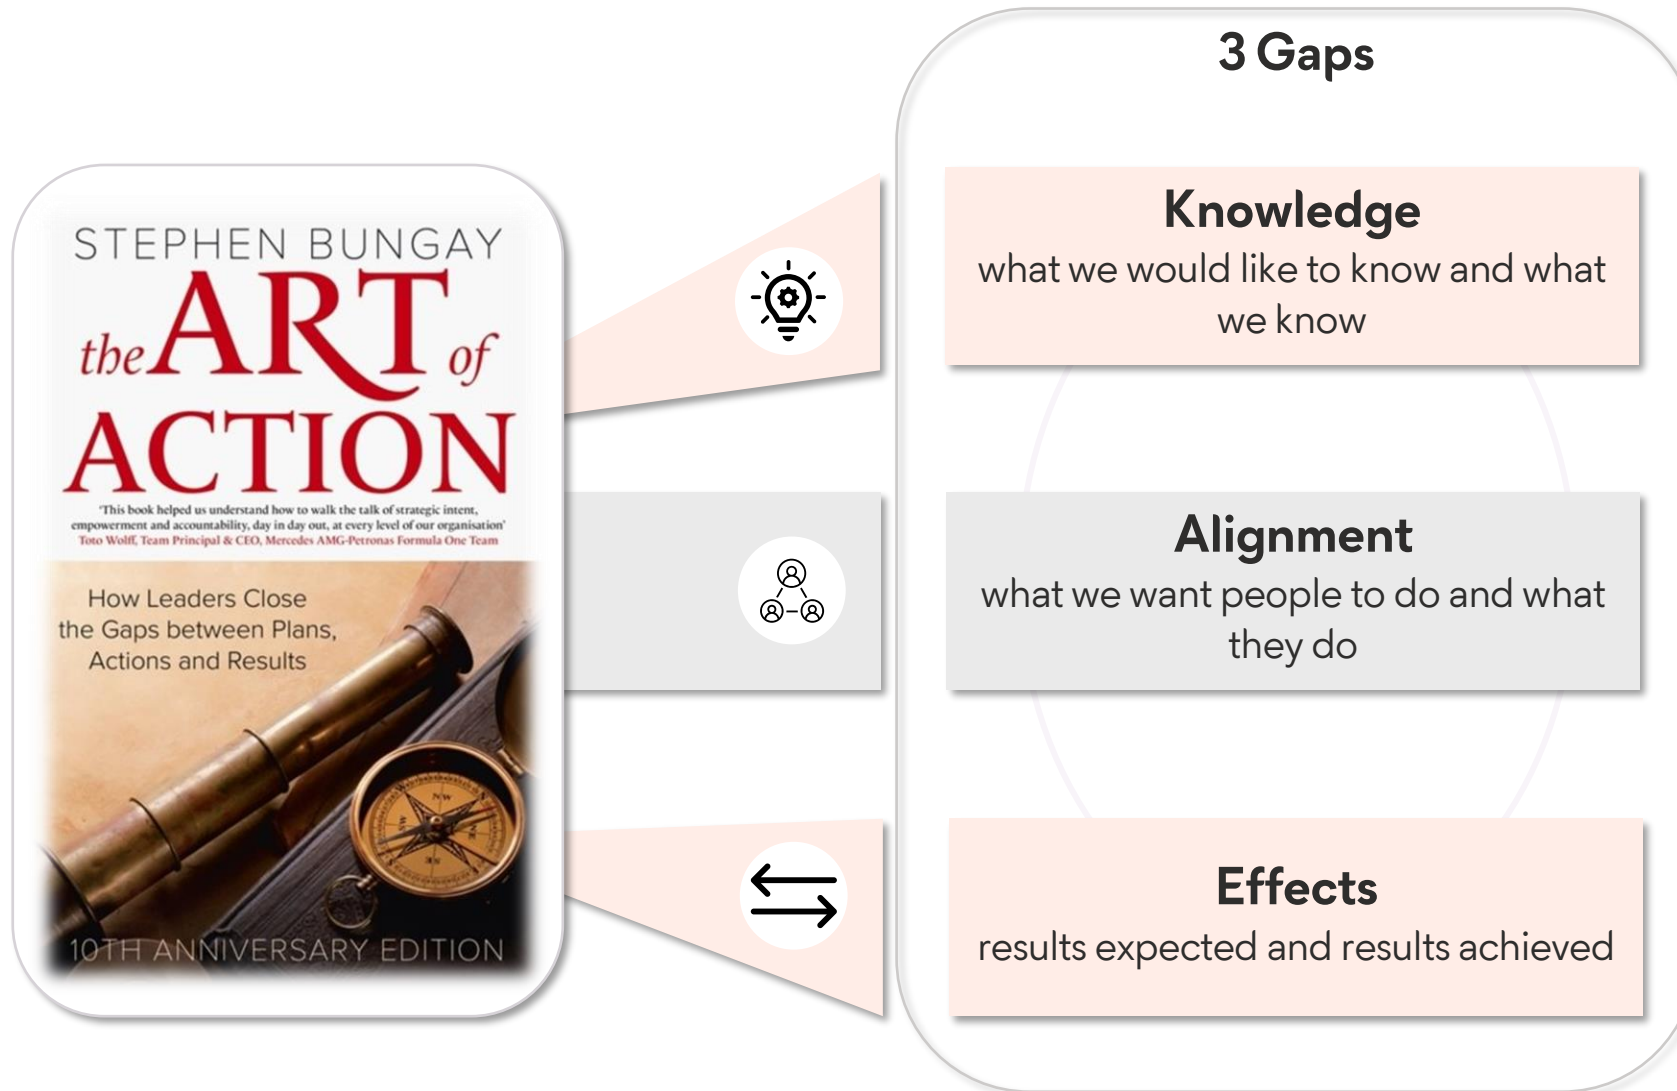 STEPHEN BUNGAY
the ART of
ACTION
'This book helped us understand how to walk the talk of strategic intent,
empowerment and accountability, day in day out, at every level of our organisation'
Toto Wolff, Team Principal & CEO, Mercedes AMG-Petronas Formula One Team
How Leaders Close
the Gaps between Plans,
Actions and Results
NW
SW
NE
SE
10TH ANNIVERSARY EDITION
3 Gaps
Knowledge
what we would like to know and what
we know
Alignment
what we want people to do and what
they do
Effects
results expected and results achieved